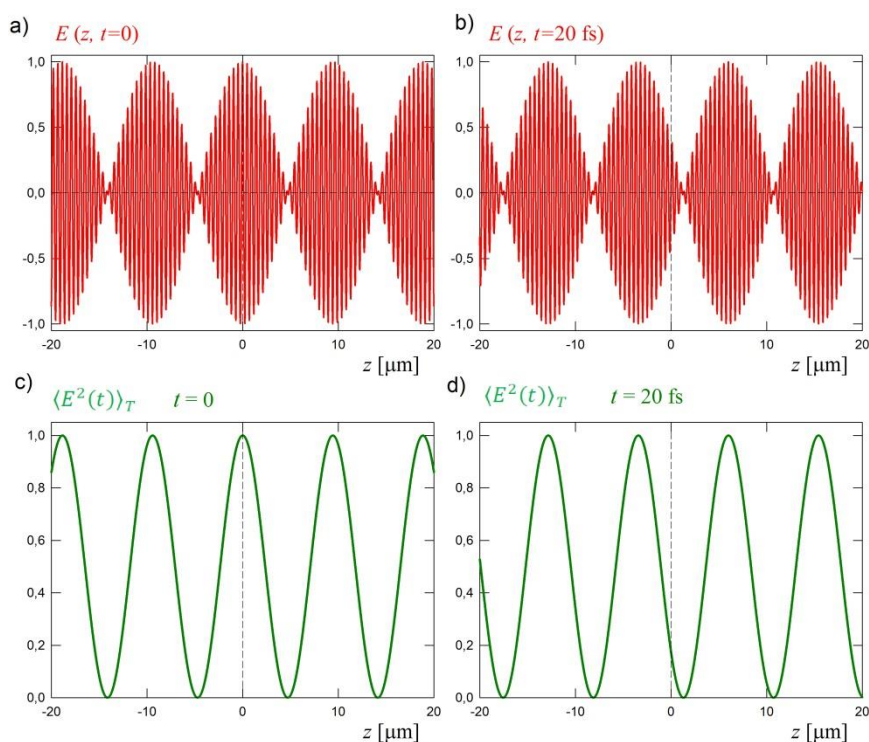 a)
E (z, t=0)
1,0
0,5
0,0
-0,5
-1,0
-20 -10 0 10 20
z [μm]
b)
E (z, t=20 fs)
1,0
0,5
0,0
-0,5
-1,0
-20 -10 0 10 20
z [μm]
c)
⟨E²(t)⟩_T t = 0
1,0
0,8
0,6
0,4
0,2
0,0
-20 -10 0 10 20
z [μm]
d)
⟨E²(t)⟩_T t = 20 fs
1,0
0,8
0,6
0,4
0,2
0,0
-20 -10 0 10 20
z [μm]